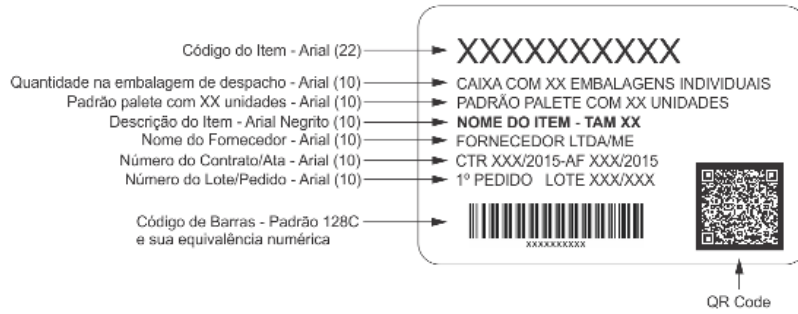 Código do Item - Arial (22)
XXXXXXXXXX
Quantidade na embalagem de despacho - Arial (10)
CAIXA COM XX EMBALAGENS INDIVIDUAIS
Padrão palete com XX unidades - Arial (10)
PADRÃO PALETE COM XX UNIDADES
Descrição do Item - Arial Negrito (10)
NOME DO ITEM - TAM XX
Nome do Fornecedor - Arial (10)
FORNECEDOR LTDA/ME
Número do Contrato/Ata - Arial (10)
CTR XXX/2015-AF XXX/2015
Número do Lote/Pedido - Arial (10)
1º PEDIDO LOTE XXX/XXX
Código de Barras - Padrão 128C
e sua equivalência numérica
xxxxxxxxxx
QR Code